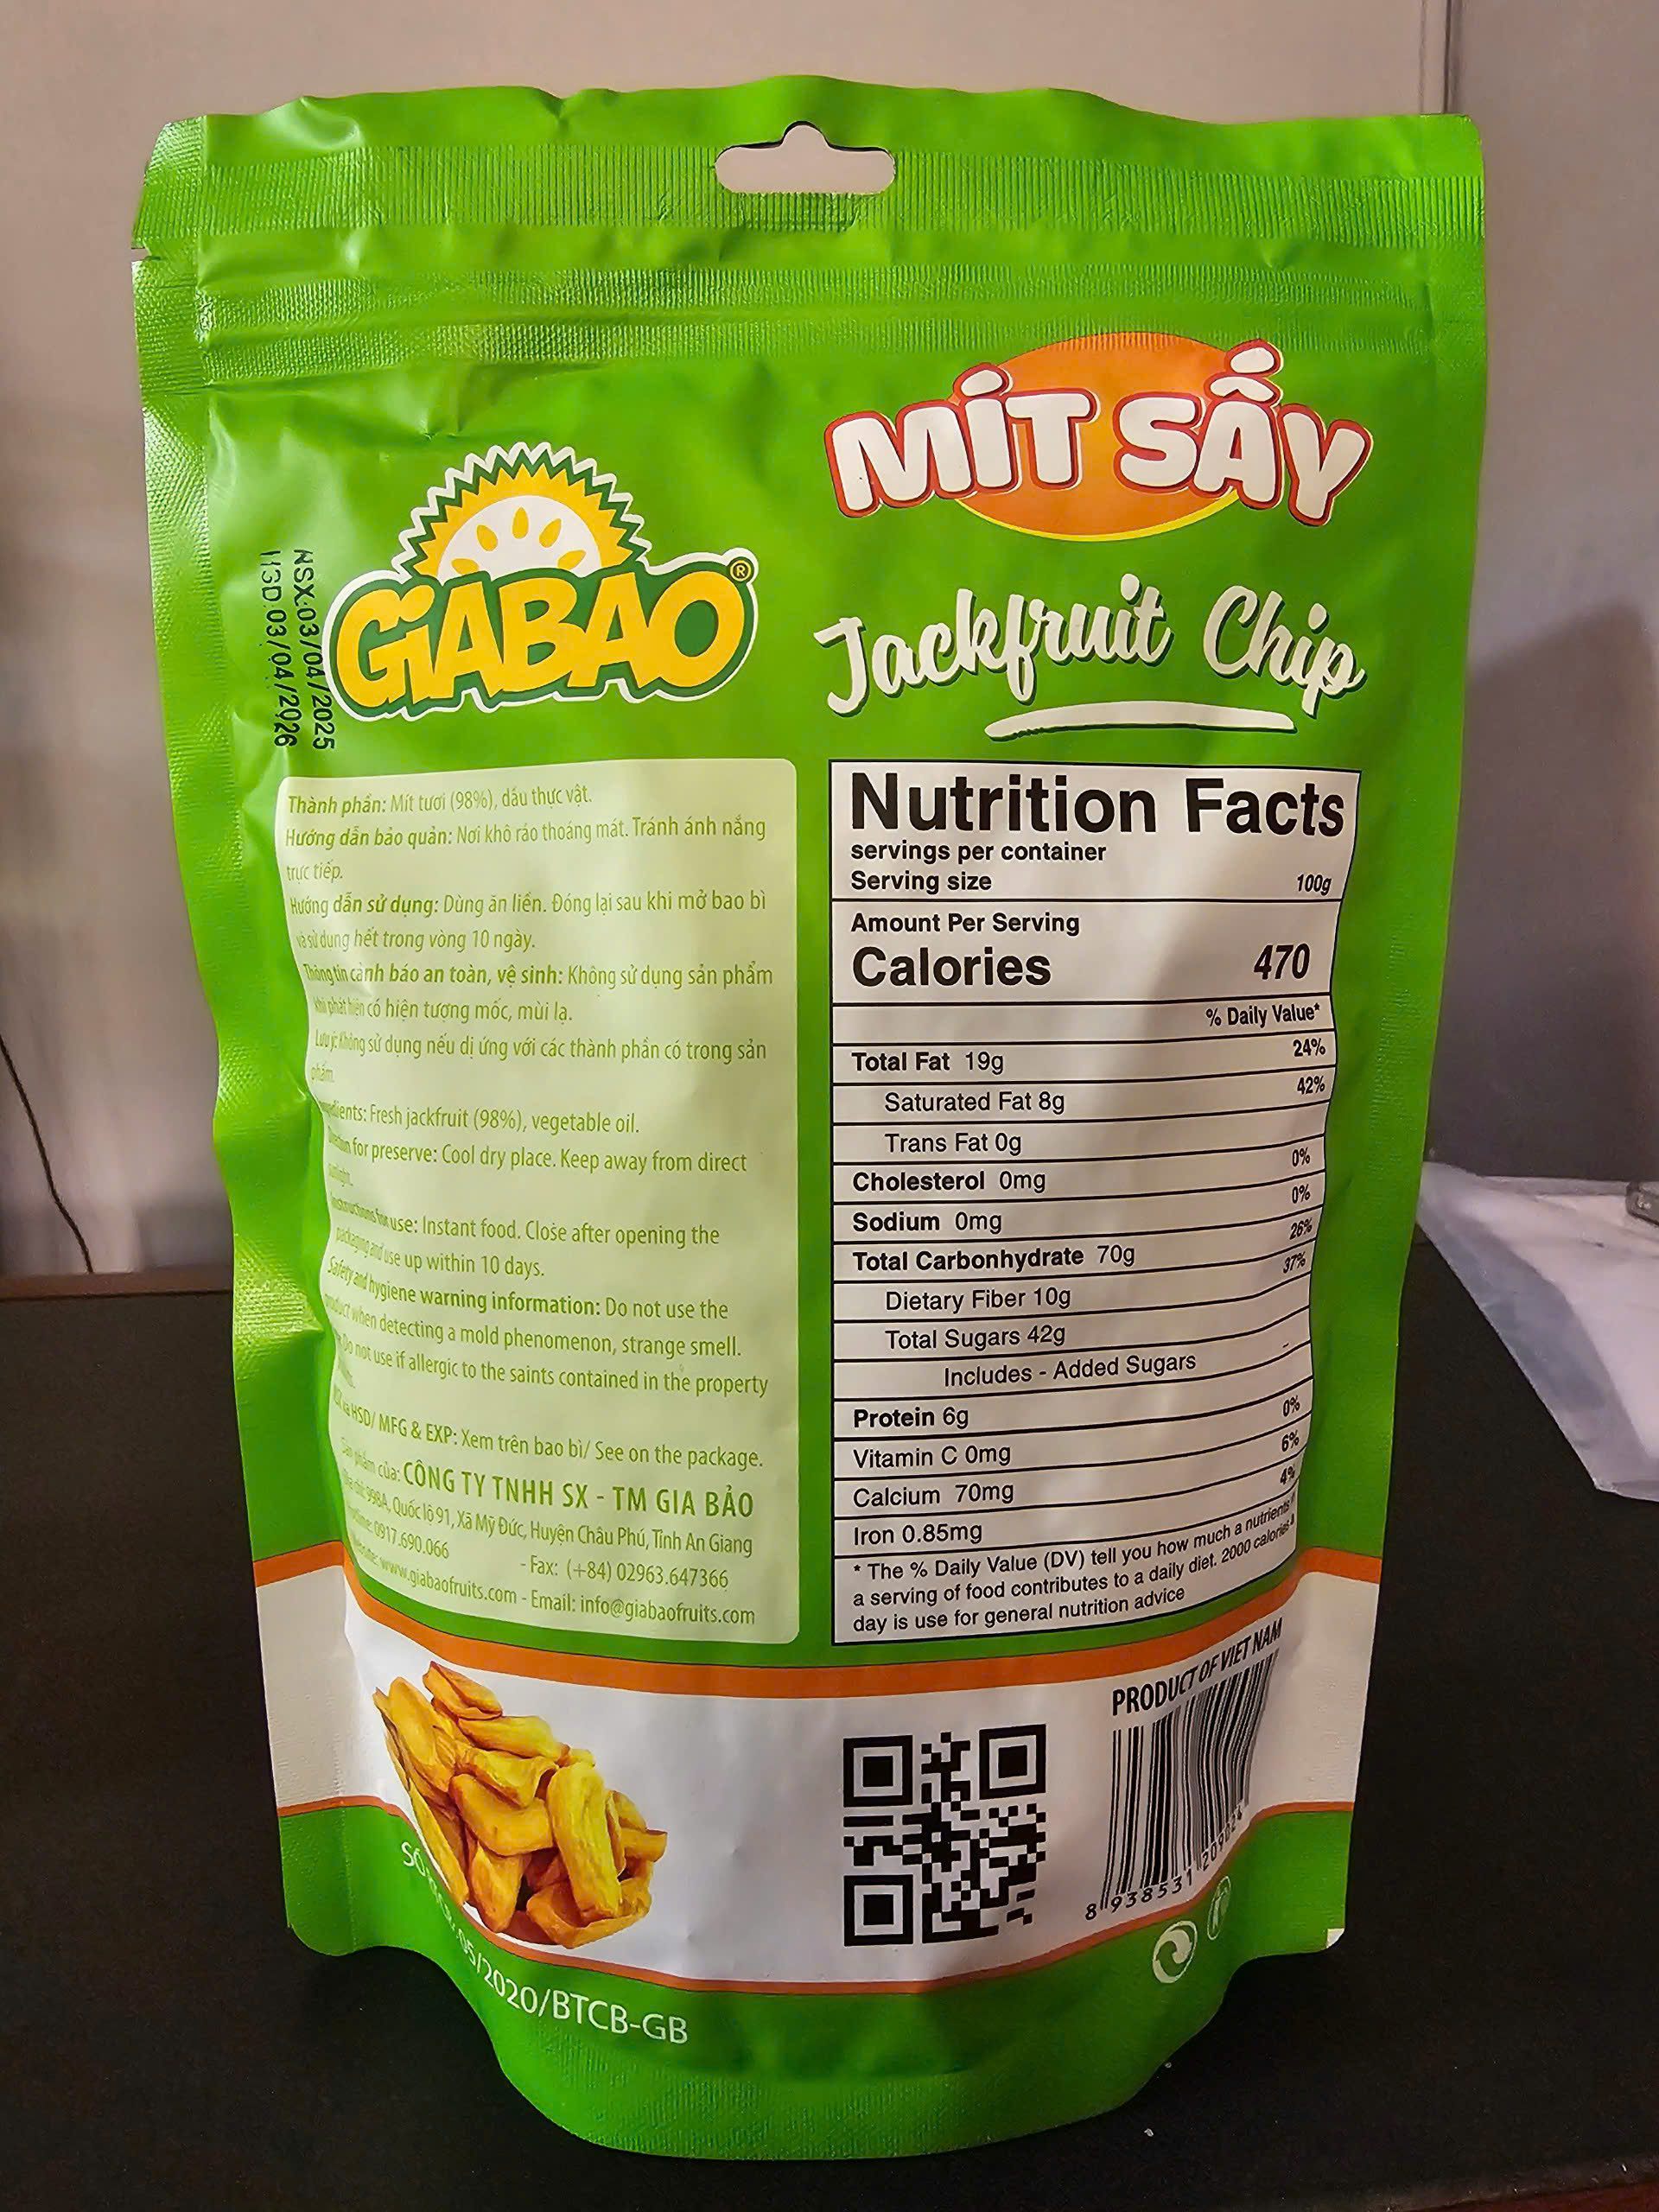 MÍT SẤY
GIABAO®
Jackfruit Chip
NSX:03/04/2025
HSD:03/04/2026
Thành phần: Mít tươi (98%), dầu thực vật.
Hướng dẫn bảo quản: Nơi khô ráo thoáng mát. Tránh ánh nắng
trực tiếp.
Hướng dẫn sử dụng: Dùng ăn liền. Đóng lại sau khi mở bao bì
và sử dụng hết trong vòng 10 ngày.
Thông tin cảnh báo an toàn, vệ sinh: Không sử dụng sản phẩm
khi phát hiện có hiện tượng mốc, mùi lạ.
Lưu ý: Không sử dụng nếu dị ứng với các thành phần có trong sản
phẩm.
Ingredients: Fresh jackfruit (98%), vegetable oil.
for preserve: Cool dry place. Keep away from direct
sunlight.
Instructions for use: Instant food. Close after opening the
packaging and use up within 10 days.
Safety and hygiene warning information: Do not use the
product when detecting a mold phenomenon, strange smell.
Do not use if allergic to the saints contained in the property
HSD/ MFG & EXP: Xem trên bao bì/ See on the package.
Sản phẩm của: CÔNG TY TNHH SX - TM GIA BẢO
Địa chỉ: 998A, Quốc lộ 91, Xã Mỹ Đức, Huyện Châu Phú, Tỉnh An Giang
Hotline: 0917.690.066 - Fax: (+84) 02963.647366
Website: www.giabaofruits.com - Email: info@giabaofruits.com
Nutrition Facts
servings per container
Serving size 100g
Amount Per Serving
Calories 470
% Daily Value*
Total Fat 19g 24%
Saturated Fat 8g 42%
Trans Fat 0g
Cholesterol 0mg 0%
Sodium 0mg 0%
Total Carbonhydrate 70g 26%
Dietary Fiber 10g 37%
Total Sugars 42g
Includes - Added Sugars -
Protein 6g
Vitamin C 0mg 0%
Calcium 70mg 6%
Iron 0.85mg 4%
* The % Daily Value (DV) tell you how much a nutrients
a serving of food contributes to a daily diet. 2000 calories a
day is use for general nutrition advice
PRODUCT OF VIET NAM
8 938531 209024
05/2020/BTCB-GB